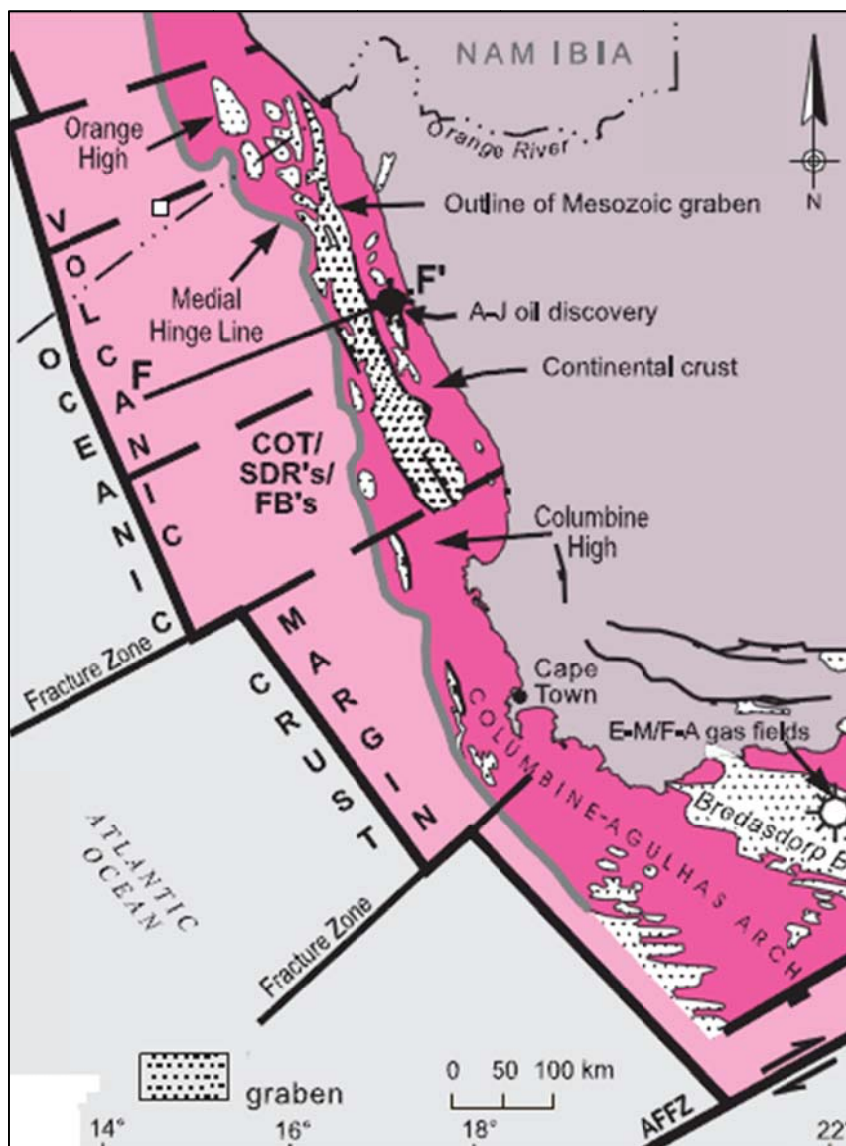 NAMIBIA
Orange River
Orange High
N
Outline of Mesozoic graben
Medial Hinge Line
F'
A-J oil discovery
F
Continental crust
VOLCANIC MARGIN
OCEANIC CRUST
COT/
SDR's/
FB's
Columbine High
Fracture Zone
Cape Town
E-M/F-A gas fields
COLUMBINE-AGULHAS ARCH
Bredasdorp B
ATLANTIC OCEAN
Fracture Zone
graben
0 50 100 km
AFFZ
14° 16° 18° 22°